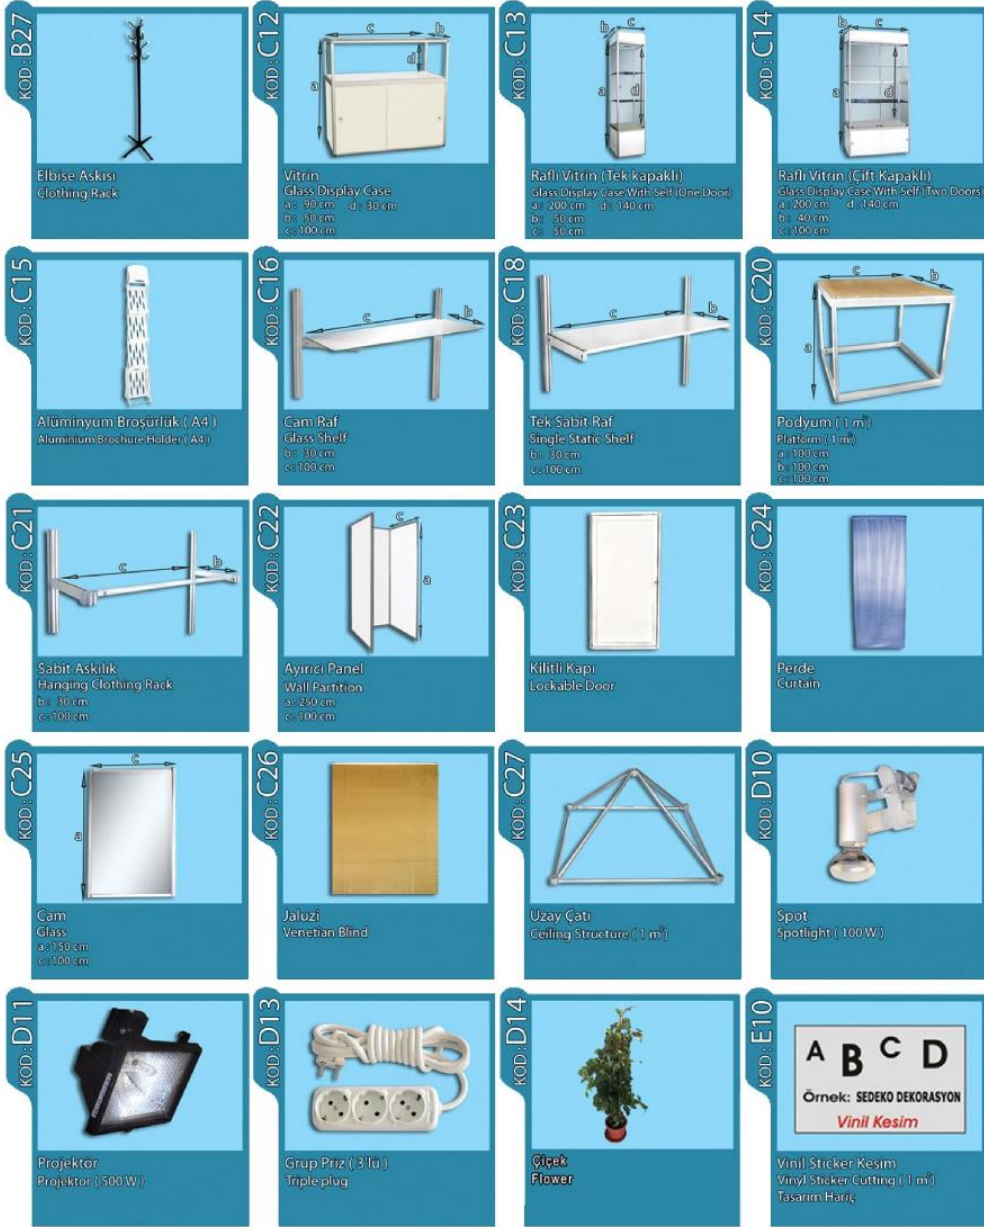 KOD: B27
Elbise Askısı
Clothing Rack
KOD: C12
c
b
d
a
Vitrin
Glass Display Case
a : 90 cm d : 30 cm
b : 50 cm
c : 100 cm
KOD: C13
b
c
a
d
Raflı Vitrin (Tek kapaklı)
Glass Display Case With Self (One Door)
a : 200 cm d : 140 cm
b : 50 cm
c : 50 cm
KOD: C14
b
c
a
d
Raflı Vitrin (Çift Kapaklı)
Glass Display Case With Self (Two Doors)
a : 200 cm d : 140 cm
b : 40 cm
c : 100 cm
KOD: C15
Alüminyum Broşürlük ( A4 )
Aluminium Brochure Holder ( A4 )
KOD: C16
c
b
Cam Raf
Glass Shelf
b : 30 cm
c : 100 cm
KOD: C18
c
b
Tek Sabit Raf
Single Static Shelf
b : 30 cm
c : 100 cm
KOD: C20
c
b
a
Podyum ( 1 m²)
Platform ( 1 m²)
a : 100 cm
b : 100 cm
c : 100 cm
KOD: C21
c
b
Sabit Askılık
Hanging Clothing Rack
b : 30 cm
c : 100 cm
KOD: C22
c
a
Ayırıcı Panel
Wall Partition
a : 250 cm
c : 100 cm
KOD: C23
Kilitli Kapı
Lockable Door
KOD: C24
Perde
Curtain
KOD: C25
c
a
Cam
Glass
a : 150 cm
c : 100 cm
KOD: C26
Jaluzi
Venetian Blind
KOD: C27
Uzay Çatı
Ceiling Structure ( 1 m²)
KOD: D10
Spot
Spotlight ( 100 W )
KOD: D11
Projektör
Projektor ( 500 W )
KOD: D13
Grup Priz ( 3'lü )
Triple plug
KOD: D14
Çiçek
Flower
KOD: E10
A B C D
Örnek: SEDEKO DEKORASYON
Vinil Kesim
Vinil Sticker Kesim
Vinyl Sticker Cutting ( 1 m²)
Tasarım Hariç